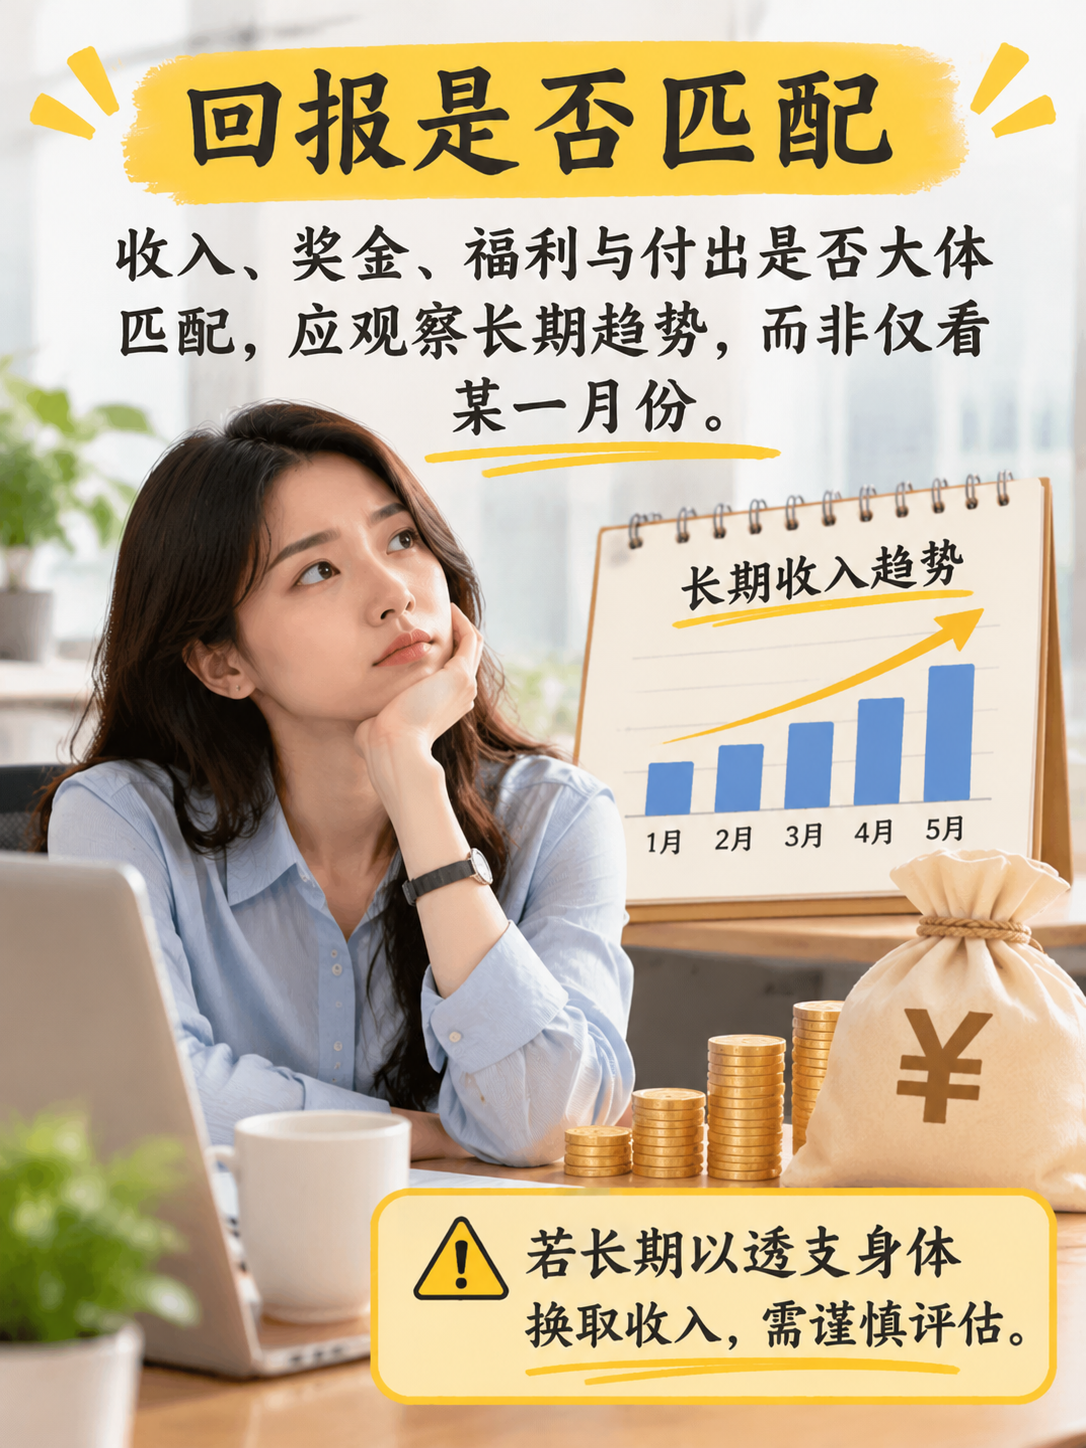 回报是否匹配
收入、奖金、福利与付出是否大体
匹配，应观察长期趋势，而非仅看
某一月份。
长期收入趋势
1月 2月 3月 4月 5月
¥
若长期以透支身体
换取收入，需谨慎评估。